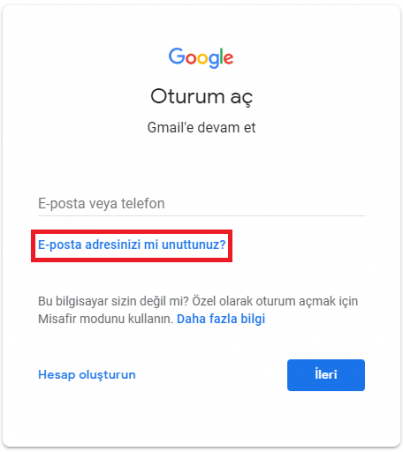 Google
Oturum aç
Gmail'e devam et
E-posta veya telefon
E-posta adresinizi mi unuttunuz?
Bu bilgisayar sizin değil mi? Özel olarak oturum açmak için
Misafir modunu kullanın. Daha fazla bilgi
Hesap oluşturun
İleri